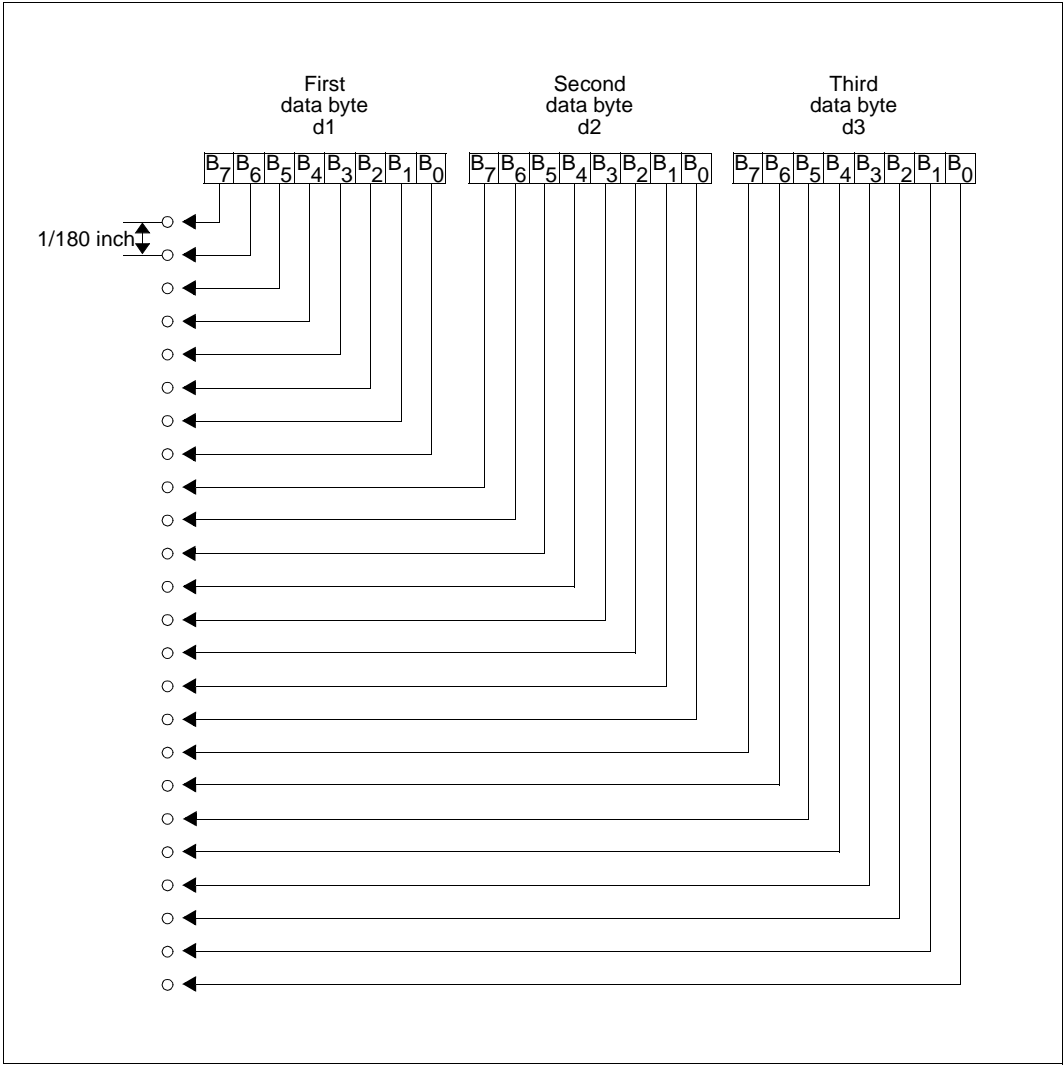 First
data byte
d1
Second
data byte
d2
Third
data byte
d3
B7 B6 B5 B4 B3 B2 B1 B0
B7 B6 B5 B4 B3 B2 B1 B0
B7 B6 B5 B4 B3 B2 B1 B0
1/180 inch